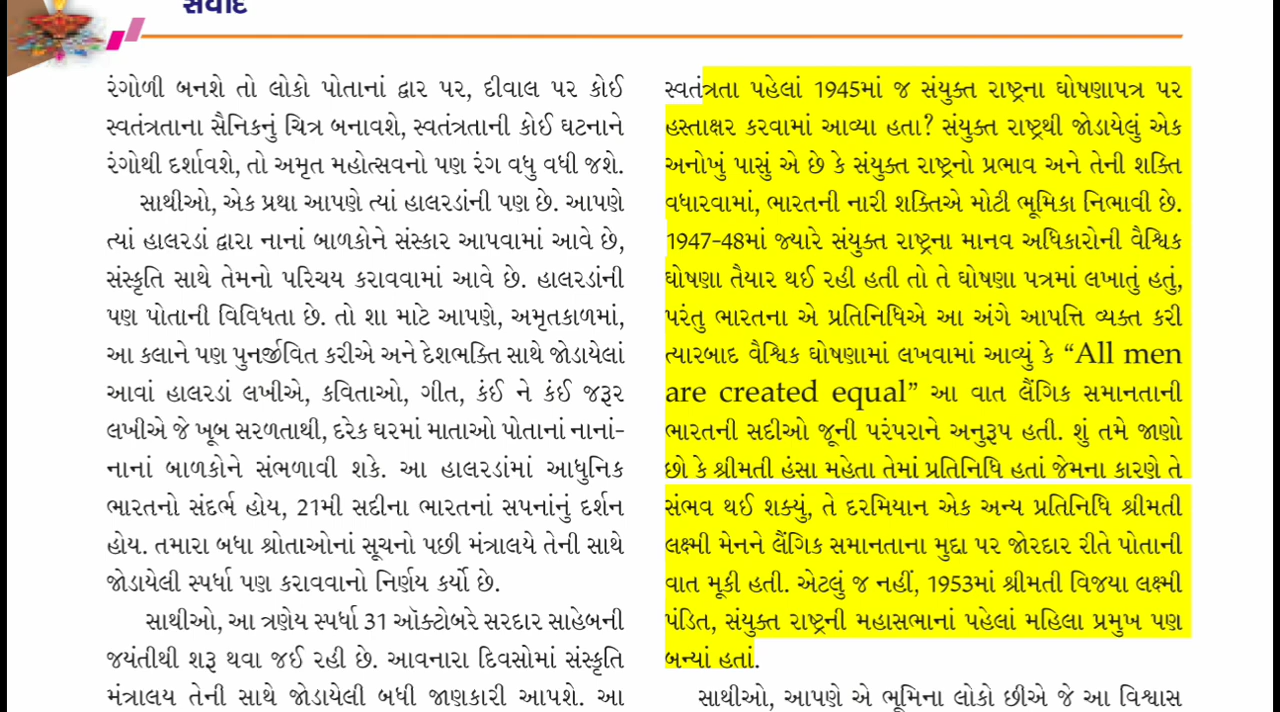 સંવાદ
રંગોળી બનશે તો લોકો પોતાનાં દ્વાર પર, દીવાલ પર કોઈ
સ્વતંત્રતાના સૈનિકનું ચિત્ર બનાવશે, સ્વતંત્રતાની કોઈ ઘટનાને
રંગોથી દર્શાવશે, તો અમૃત મહોત્સવનો પણ રંગ વધુ વધી જશે.
સાથીઓ, એક પ્રથા આપણે ત્યાં હાલરડાંની પણ છે. આપણે
ત્યાં હાલરડાં દ્વારા નાનાં બાળકોને સંસ્કાર આપવામાં આવે છે,
સંસ્કૃતિ સાથે તેમનો પરિચય કરાવવામાં આવે છે. હાલરડાંની
પણ પોતાની વિવિધતા છે. તો શા માટે આપણે, અમૃતકાળમાં,
આ કલાને પણ પુનર્જીવિત કરીએ અને દેશભક્તિ સાથે જોડાયેલાં
આવાં હાલરડાં લખીએ, કવિતાઓ, ગીત, કંઈ ને કંઈ જરૂર
લખીએ જે ખૂબ સરળતાથી, દરેક ઘરમાં માતાઓ પોતાનાં નાનાં-
નાનાં બાળકોને સંભળાવી શકે. આ હાલરડાંમાં આધુનિક
ભારતનો સંદર્ભ હોય, 21મી સદીના ભારતનાં સપનાંનું દર્શન
હોય. તમારા બધા શ્રોતાઓનાં સૂચનો પછી મંત્રાલયે તેની સાથે
જોડાયેલી સ્પર્ધા પણ કરાવવાનો નિર્ણય કર્યો છે.
સાથીઓ, આ ત્રણેય સ્પર્ધા 31 ઑક્ટોબરે સરદાર સાહેબની
જયંતીથી શરૂ થવા જઈ રહી છે. આવનારા દિવસોમાં સંસ્કૃતિ
મંત્રાલય તેની સાથે જોડાયેલી બધી જાણકારી આપશે. આ
સ્વતંત્રતા પહેલાં 1945માં જ સંયુક્ત રાષ્ટ્રના ઘોષણાપત્ર પર
હસ્તાક્ષર કરવામાં આવ્યા હતા? સંયુક્ત રાષ્ટ્રથી જોડાયેલું એક
અનોખું પાસું એ છે કે સંયુક્ત રાષ્ટ્રનો પ્રભાવ અને તેની શક્તિ
વધારવામાં, ભારતની નારી શક્તિએ મોટી ભૂમિકા નિભાવી છે.
1947-48માં જ્યારે સંયુક્ત રાષ્ટ્રના માનવ અધિકારોની વૈશ્વિક
ઘોષણા તૈયાર થઈ રહી હતી તો તે ઘોષણા પત્રમાં લખાતું હતું,
પરંતુ ભારતના એ પ્રતિનિધિએ આ અંગે આપત્તિ વ્યક્ત કરી
ત્યારબાદ વૈશ્વિક ઘોષણામાં લખવામાં આવ્યું કે “All men
are created equal” આ વાત લૈંગિક સમાનતાની
ભારતની સદીઓ જૂની પરંપરાને અનુરૂપ હતી. શું તમે જાણો
છો કે શ્રીમતી હંસા મહેતા તેમાં પ્રતિનિધિ હતાં જેમના કારણે તે
સંભવ થઈ શક્યું, તે દરમિયાન એક અન્ય પ્રતિનિધિ શ્રીમતી
લક્ષ્મી મેનને લૈંગિક સમાનતાના મુદ્દા પર જોરદાર રીતે પોતાની
વાત મૂકી હતી. એટલું જ નહીં, 1953માં શ્રીમતી વિજયા લક્ષ્મી
પંડિત, સંયુક્ત રાષ્ટ્રની મહાસભાનાં પહેલાં મહિલા પ્રમુખ પણ
બન્યાં હતાં.
સાથીઓ, આપણે એ ભૂમિના લોકો છીએ જે આ વિશ્વાસ